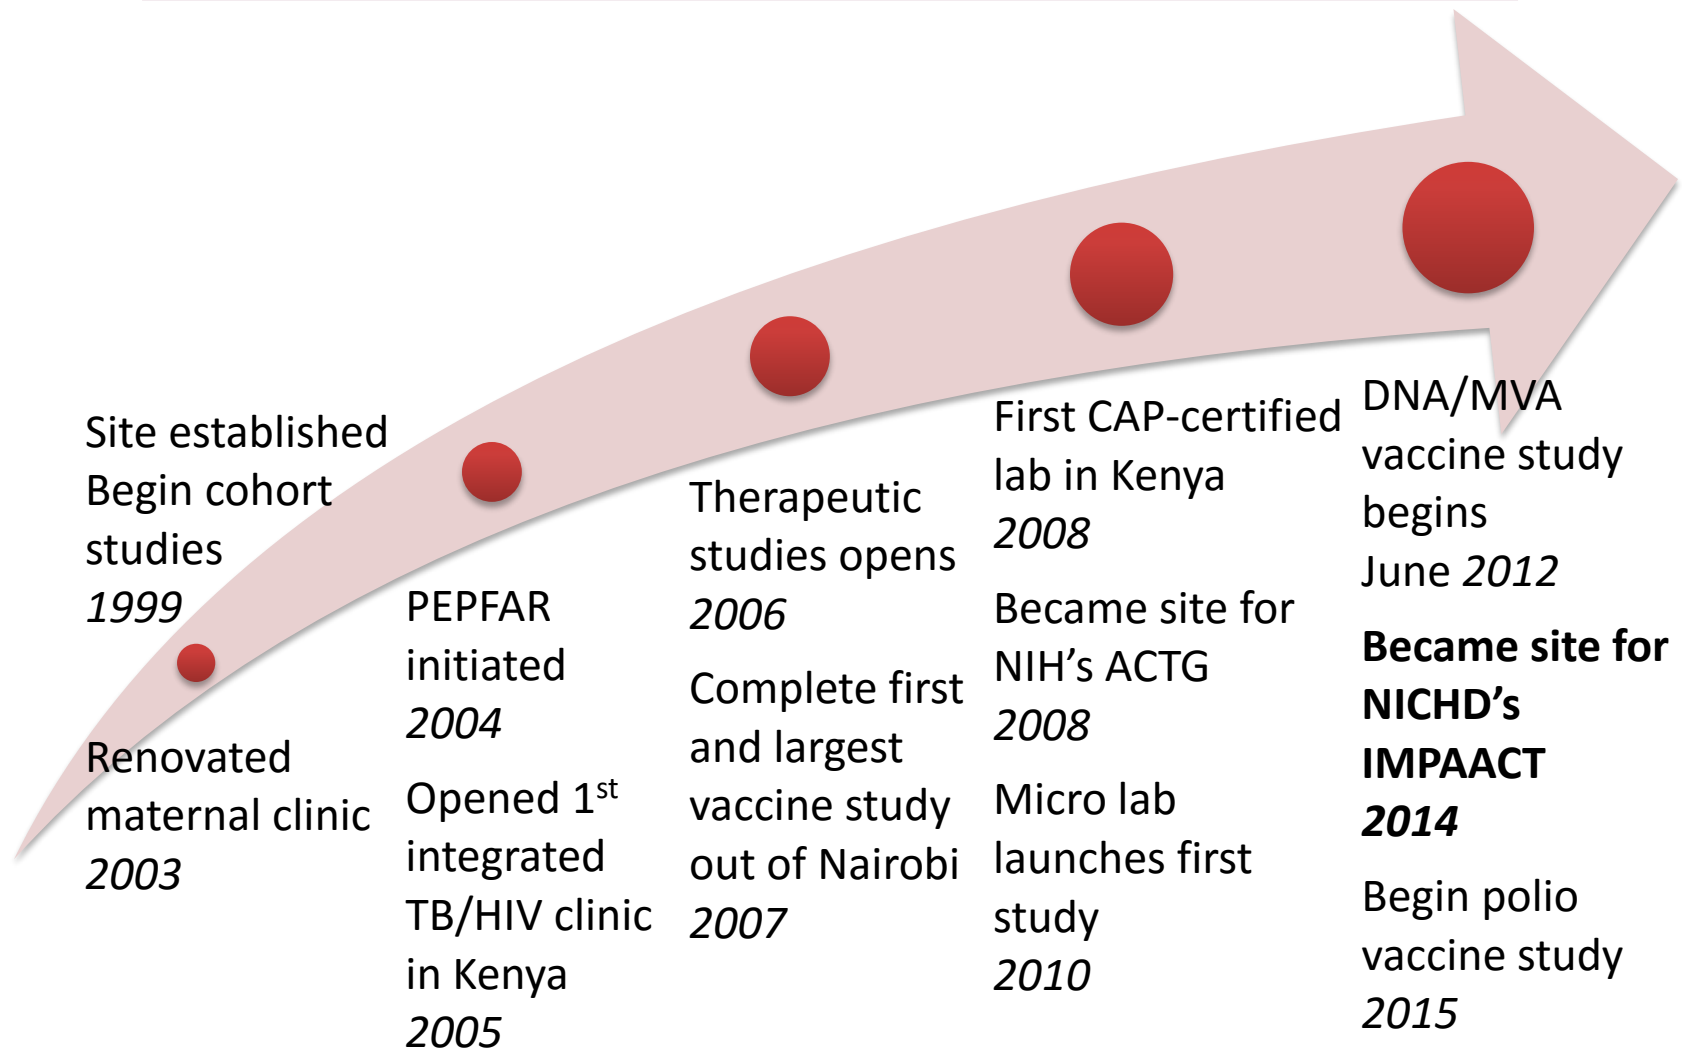 Site established
Begin cohort
studies
1999
Renovated
maternal clinic
2003
PEPFAR
initiated
2004
Opened 1st
integrated
TB/HIV clinic
in Kenya
2005
Therapeutic
studies opens
2006
Complete first
and largest
vaccine study
out of Nairobi
2007
First CAP-certified
lab in Kenya
2008
Became site for
NIH’s ACTG
2008
Micro lab
launches first
study
2010
DNA/MVA
vaccine study
begins
June 2012
Became site for
NICHD’s
IMPAACT
2014
Begin polio
vaccine study
2015